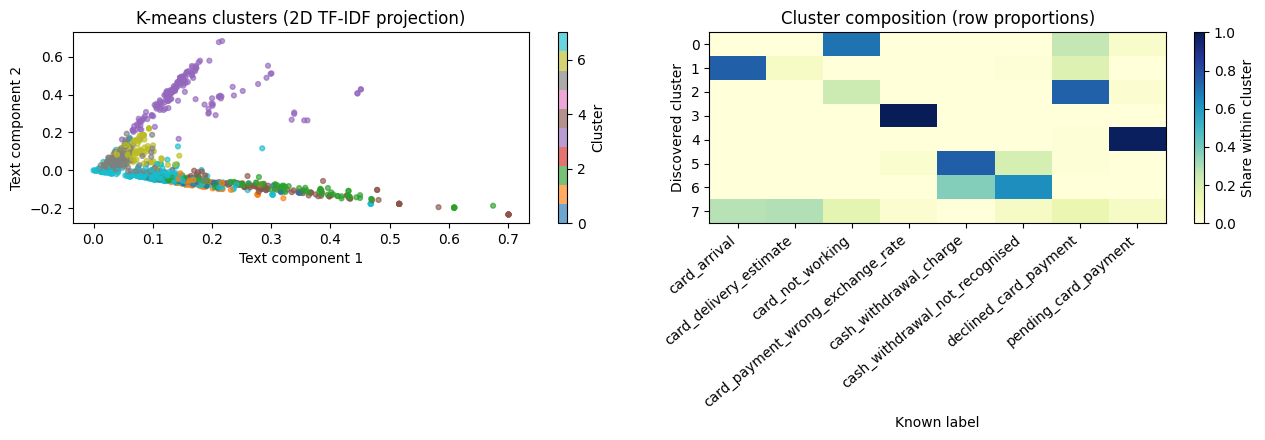 K-means clusters (2D TF-IDF projection)
Text component 2
0.6
0.4
0.2
0.0
−0.2
0.0 0.1 0.2 0.3 0.4 0.5 0.6 0.7
Text component 1
6
4
2
0
Cluster
Cluster composition (row proportions)
Discovered cluster
0
1
2
3
4
5
6
7
card_arrival
card_delivery_estimate
card_not_working
card_payment_wrong_exchange_rate
cash_withdrawal_charge
cash_withdrawal_not_recognised
declined_card_payment
pending_card_payment
Known label
1.0
0.8
0.6
0.4
0.2
0.0
Share within cluster